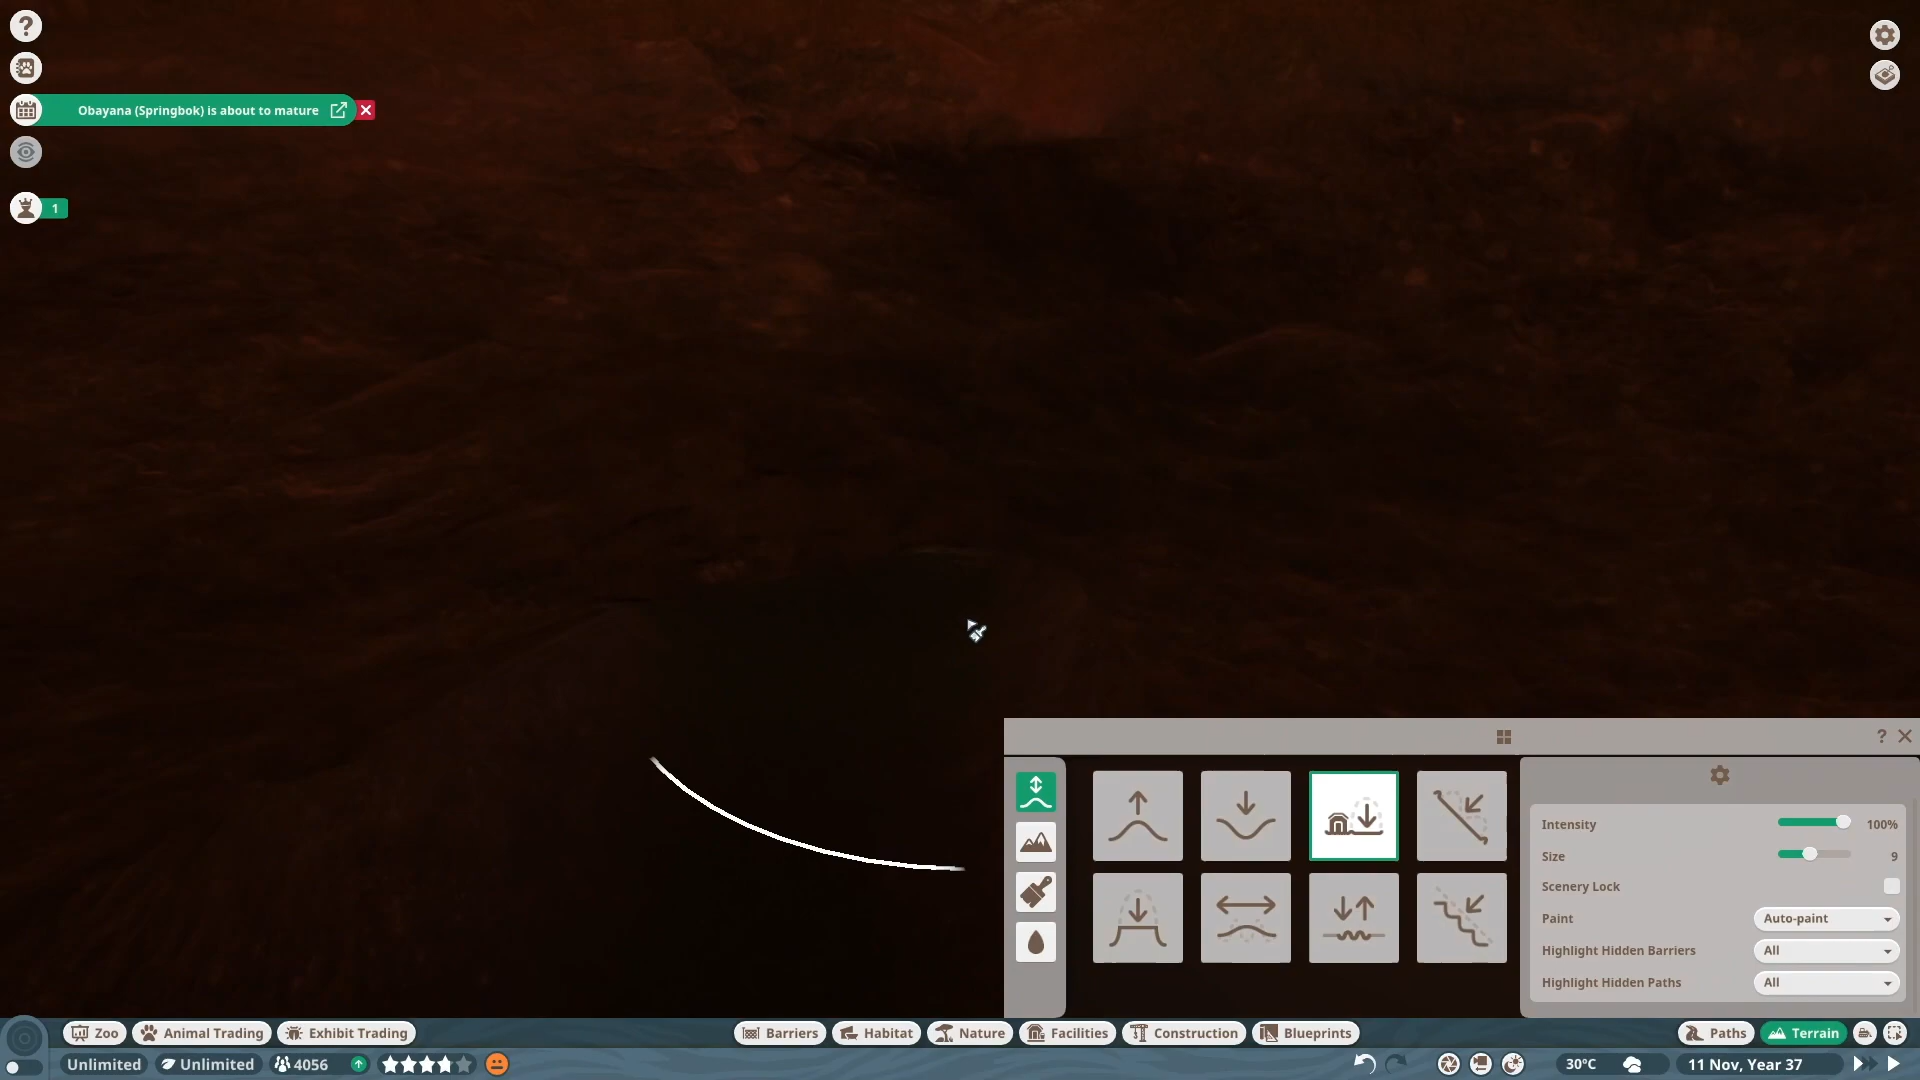 ?
Obayana (Springbok) is about to mature
1
?
Intensity 100%
Size 9
Scenery Lock
Paint Auto-paint
Highlight Hidden Barriers All
Highlight Hidden Paths All
Zoo Animal Trading Exhibit Trading Barriers Habitat Nature Facilities Construction Blueprints Paths Terrain
Unlimited Unlimited 4056 30°C 11 Nov, Year 37